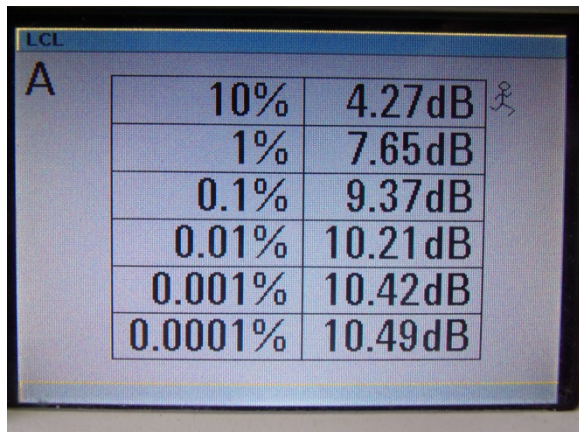 LCL
A
10% 4.27dB
1% 7.65dB
0.1% 9.37dB
0.01% 10.21dB
0.001% 10.42dB
0.0001% 10.49dB